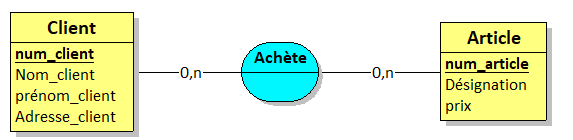 Client
num_client
Nom_client
prénom_client
Adresse_client
0,n
Achète
0,n
Article
num_article
Désignation
prix